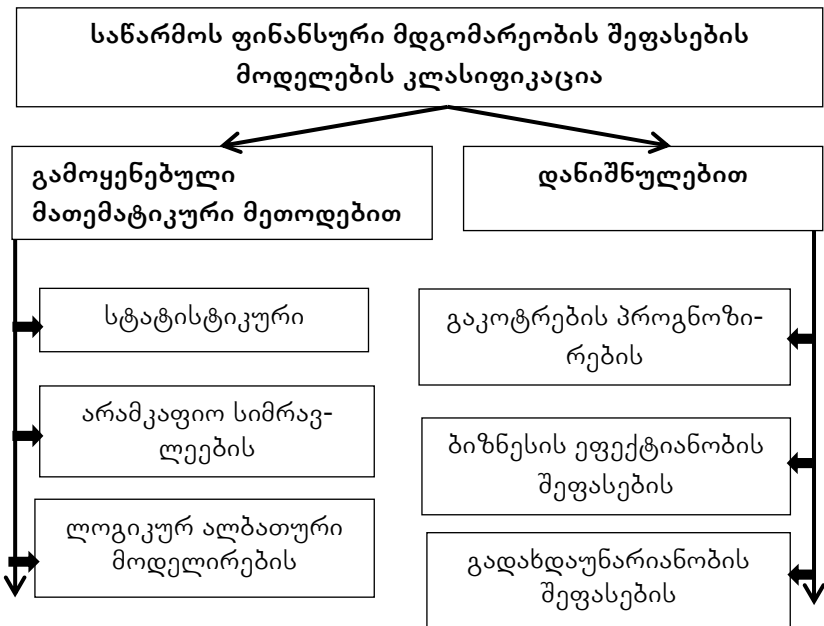 საწარმოს ფინანსური მდგომარეობის შეფასების
მოდელების კლასიფიკაცია
გამოყენებული
მათემატიკური მეთოდებით
დანიშნულებით
სტატისტიკური
არამკაფიო სიმრავ-
ლეების
ლოგიკურ ალბათური
მოდელირების
გაკოტრების პროგნოზი-
რების
ბიზნესის ეფექტიანობის
შეფასების
გადახდაუნარიანობის
შეფასების